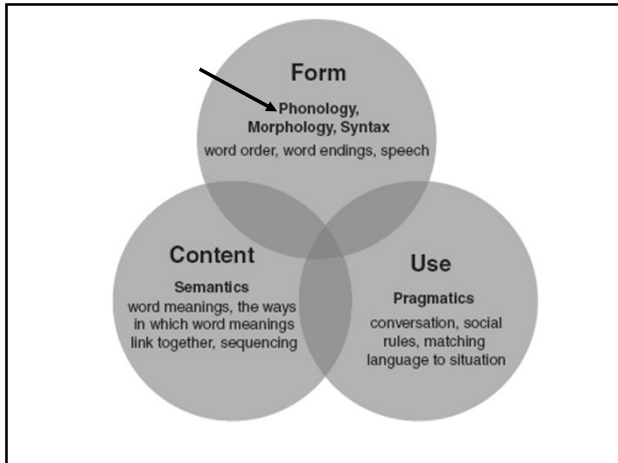 Form
Phonology,
Morphology, Syntax
word order, word endings, speech
Content
Semantics
word meanings, the ways
in which word meanings
link together, sequencing
Use
Pragmatics
conversation, social
rules, matching
language to situation